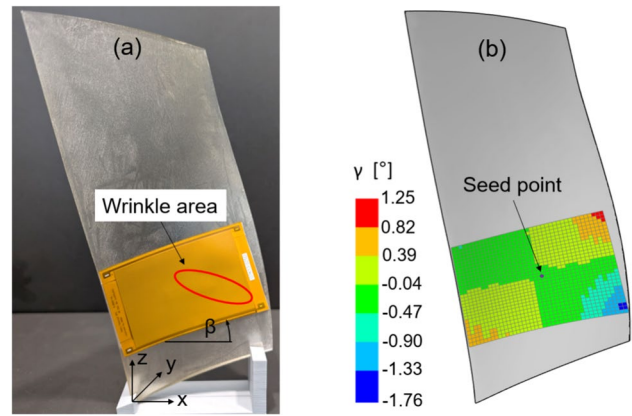 (a)
Wrinkle area
β
z
y
x
(b)
γ [°]
Seed point
1.25
0.82
0.39
-0.04
-0.47
-0.90
-1.33
-1.76